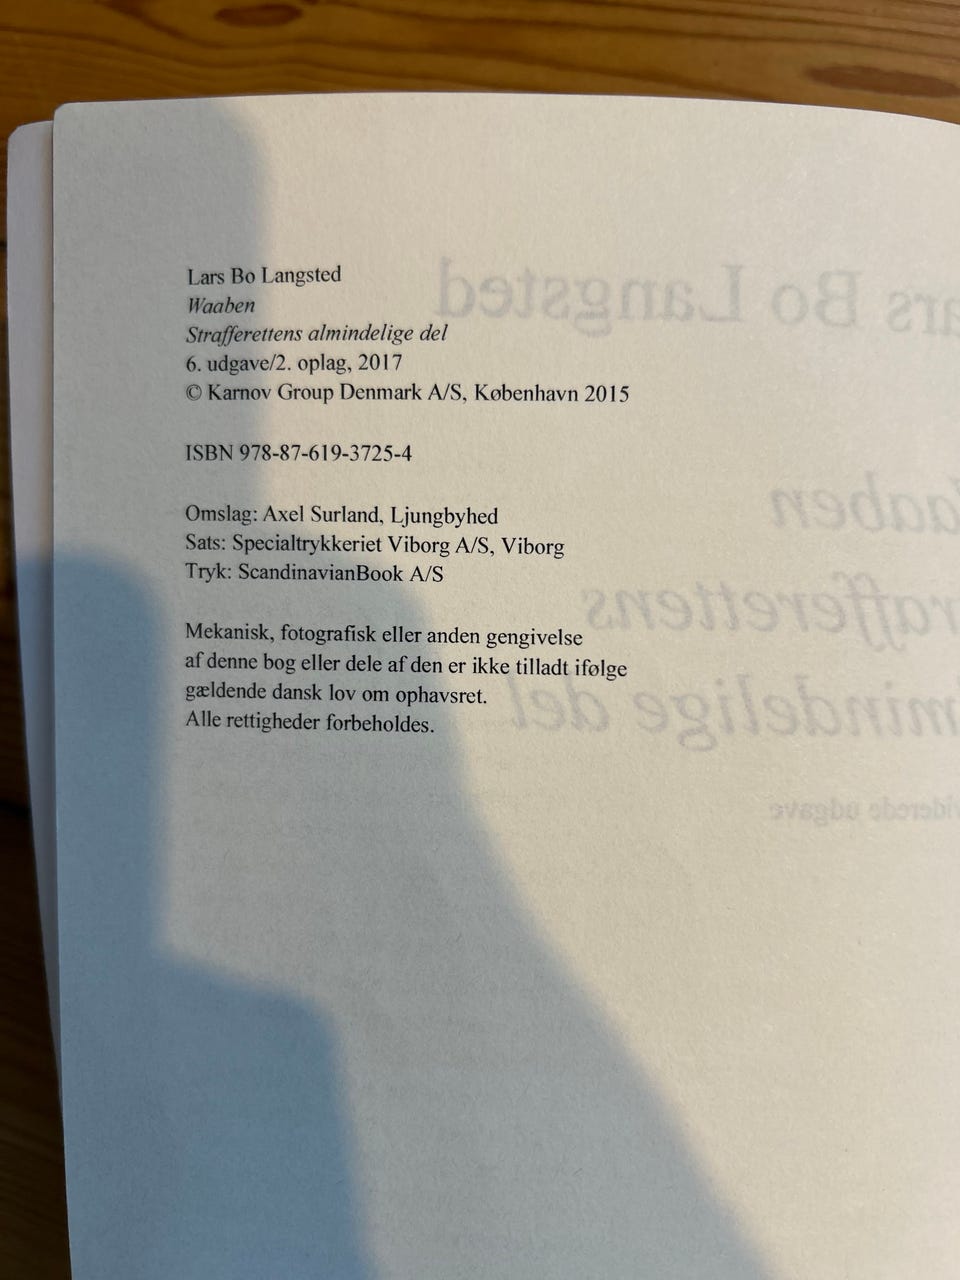 Lars Bo Langsted
Waaben
Strafferettens almindelige del
6. udgave/2. oplag, 2017
© Karnov Group Denmark A/S, København 2015
ISBN 978-87-619-3725-4
Omslag: Axel Surland, Ljungbyhed
Sats: Specialtrykkeriet Viborg A/S, Viborg
Tryk: ScandinavianBook A/S
Mekanisk, fotografisk eller anden gengivelse
af denne bog eller dele af den er ikke tilladt ifølge
gældende dansk lov om ophavsret.
Alle rettigheder forbeholdes.